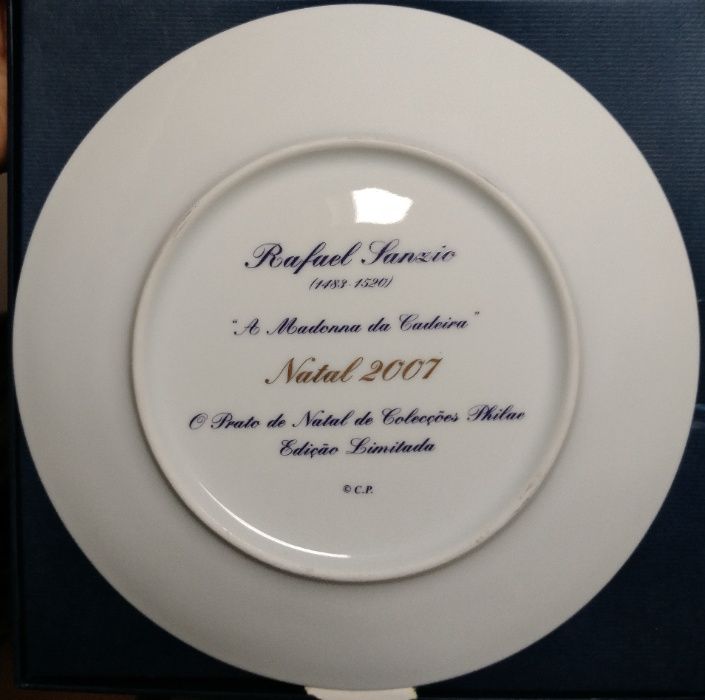 Rafael Sanzio
(1483-1520)
"A Madonna da Cadeira"
Natal 2007
O Prato de Natal de Colecções Philae
Edição Limitada
© C.P.